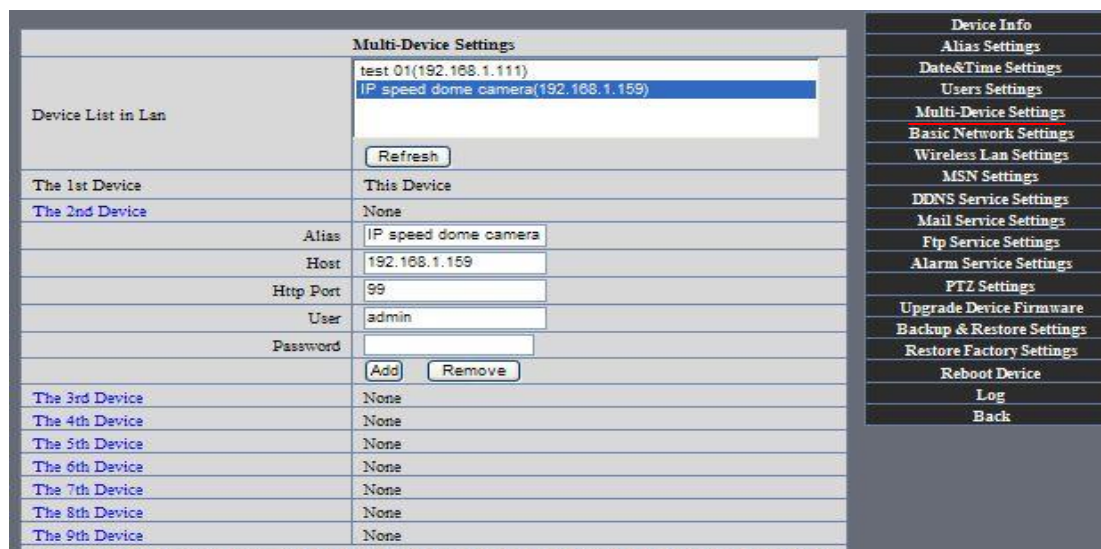 Multi-Device Settings
Device List in Lan
test 01(192.168.1.111)
IP speed dome camera(192.168.1.159)
Refresh
The 1st Device This Device
The 2nd Device None
Alias IP speed dome camera
Host 192.168.1.159
Http Port 99
User admin
Password
Add Remove
The 3rd Device None
The 4th Device None
The 5th Device None
The 6th Device None
The 7th Device None
The 8th Device None
The 9th Device None
Device Info
Alias Settings
Date&Time Settings
Users Settings
Multi-Device Settings
Basic Network Settings
Wireless Lan Settings
MSN Settings
DDNS Service Settings
Mail Service Settings
Ftp Service Settings
Alarm Service Settings
PTZ Settings
Upgrade Device Firmware
Backup & Restore Settings
Restore Factory Settings
Reboot Device
Log
Back